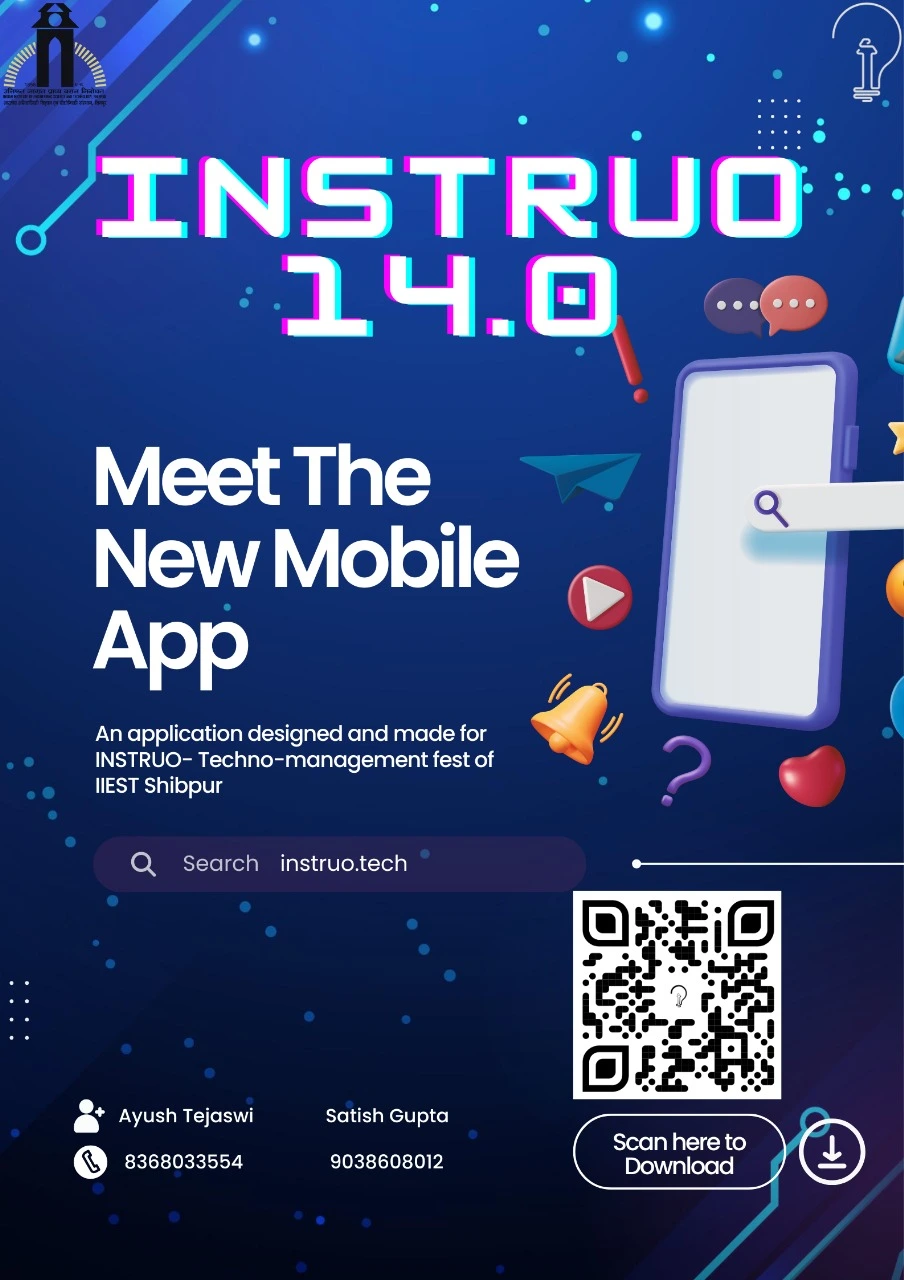 INSTRUO
14.0
Meet The
New Mobile
App
An application designed and made for
INSTRUO- Techno-management fest of
IIEST Shibpur
Search instruo.tech
Ayush Tejaswi
Satish Gupta
8368033554
9038608012
Scan here to
Download